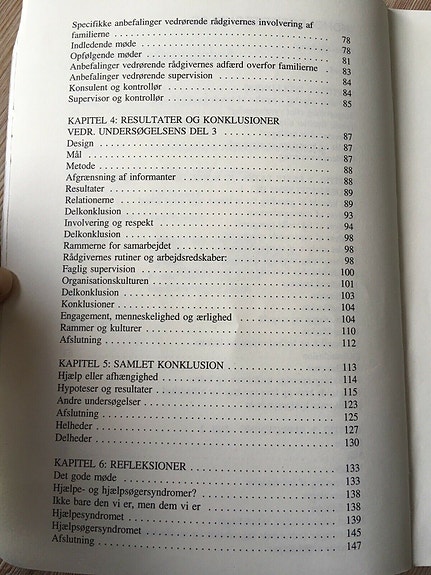 Specifikke anbefalinger vedrørende rådgivernes involvering af
familierne . . . . . . . . . . 78
Indledende møde . . . . . . . . . . 78
Opfølgende møder . . . . . . . . . . 81
Anbefalinger vedrørende rådgivernes adfærd overfor familierne . 83
Anbefalinger vedrørende supervision . . . . . . . . . . 84
Konsulent og kontrollør . . . . . . . . . . 84
Supervisor og kontrollør . . . . . . . . . . 85
KAPITEL 4: RESULTATER OG KONKLUSIONER
VEDR. UNDERSØGELSENS DEL 3 . . . . . . . . . . 87
Design . . . . . . . . . . 87
Mål . . . . . . . . . . 87
Metode . . . . . . . . . . 88
Afgrænsning af informanter . . . . . . . . . . 88
Resultater . . . . . . . . . . 89
Relationerne . . . . . . . . . . 89
Delkonklusion . . . . . . . . . . 93
Involvering og respekt . . . . . . . . . . 94
Delkonklusion . . . . . . . . . . 98
Rammerne for samarbejdet . . . . . . . . . . 98
Rådgivernes rutiner og arbejdsredskaber: . . . . . . . . . . 98
Faglig supervision . . . . . . . . . . 100
Organisationskulturen . . . . . . . . . . 101
Delkonklusion . . . . . . . . . . 103
Konklusioner . . . . . . . . . . 104
Engagement, menneskelighed og ærlighed . . . . . . . . . . 104
Rammer og kulturer . . . . . . . . . . 110
Afslutning . . . . . . . . . . 112
KAPITEL 5: SAMLET KONKLUSION . . . . . . . . . . 113
Hjælp eller afhængighed . . . . . . . . . . 114
Hypoteser og resultater . . . . . . . . . . 115
Andre undersøgelser . . . . . . . . . . 123
Afslutning . . . . . . . . . . 125
Helheder . . . . . . . . . . 127
Delheder . . . . . . . . . . 130
KAPITEL 6: REFLEKSIONER . . . . . . . . . . 133
Det gode møde . . . . . . . . . . 133
Hjælpe- og hjælpsøgersyndromer? . . . . . . . . . . 138
Ikke bare den vi er, men dem vi er . . . . . . . . . . 138
Hjælpesyndromet . . . . . . . . . . 139
Hjælpsøgersyndromet . . . . . . . . . . 145
Afslutning . . . . . . . . . . 147